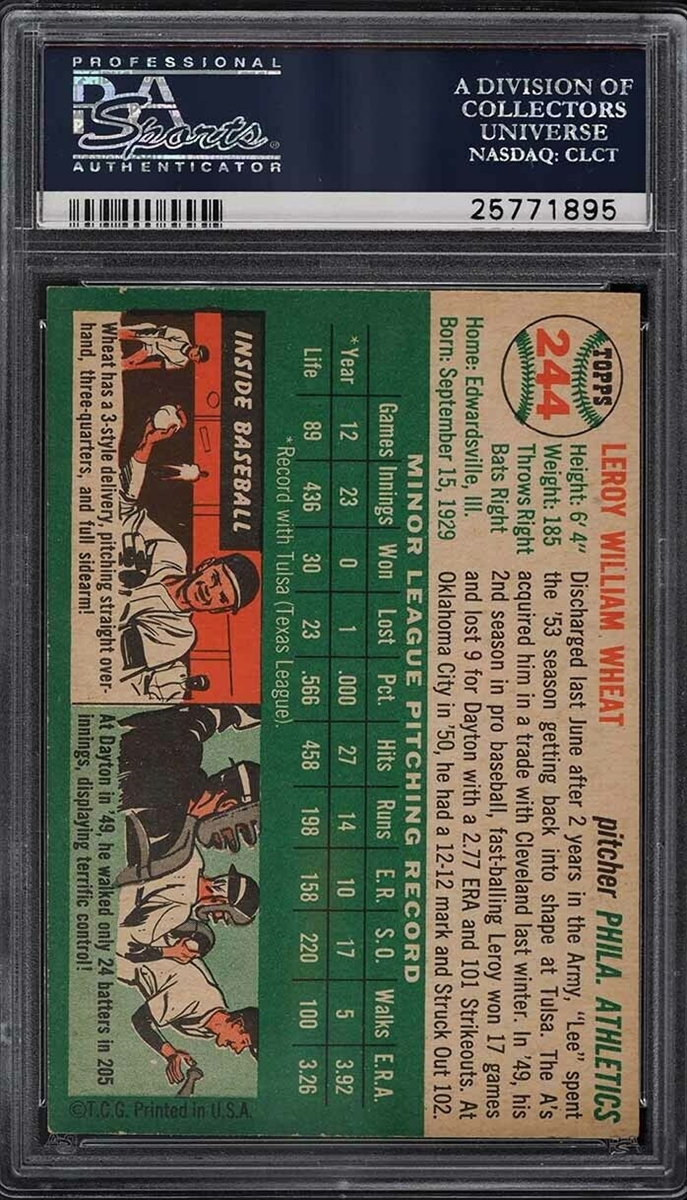 PROFESSIONAL
PSA
Sports
AUTHENTICATOR
A DIVISION OF
COLLECTORS
UNIVERSE
NASDAQ: CLCT
25771895
TOPPS
244
LEROY WILLIAM WHEAT
pitcher PHILA. ATHLETICS
Height: 6' 4"
Weight: 185
Throws Right
Bats Right
Home: Edwardsville, Ill.
Born: September 15, 1929
Discharged last June after 2 years in the Army, "Lee" spent
the '53 season getting back into shape at Tulsa. The A's
acquired him in a trade with Cleveland last winter. In '49, his
2nd season in pro baseball, fast-balling Leroy won 17 games
and lost 9 for Dayton with a 2.77 ERA and 101 Strikeouts. At
Oklahoma City in '50, he had a 12-12 mark and Struck Out 102.
MINOR LEAGUE PITCHING RECORD
Games Innings Won Lost Pct. Hits Runs E.R. S.O. Walks E.R.A.
*Year 12 23 0 1 .000 27 14 10 17 5 3.92
Life 89 436 30 23 .566 458 198 158 220 100 3.26
*Record with Tulsa (Texas League).
INSIDE BASEBALL
Wheat has a 3-style delivery, pitching straight over-
hand, three-quarters, and full sidearm!
At Dayton in '49, he walked only 24 batters in 205
innings, displaying terrific control!
©T.C.G. Printed in U.S.A.